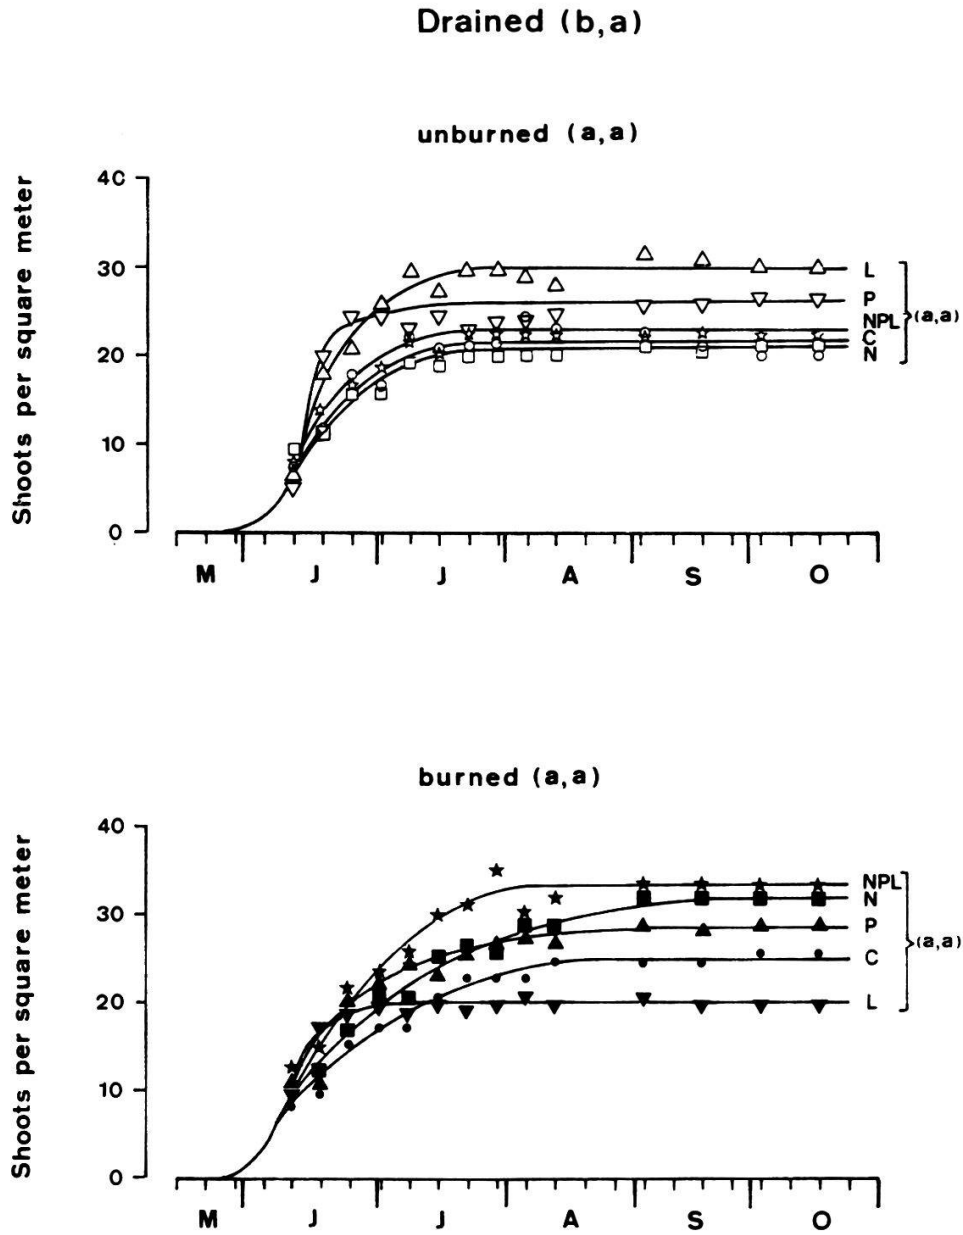 Drained (b,a)
unburned (a,a)
Shoots per square meter
40
30
20
10
0
L
P
NPL
C
N
(a,a)
M J J A S O
burned (a,a)
Shoots per square meter
40
30
20
10
0
NPL
N
P
C
L
(a,a)
M J J A S O